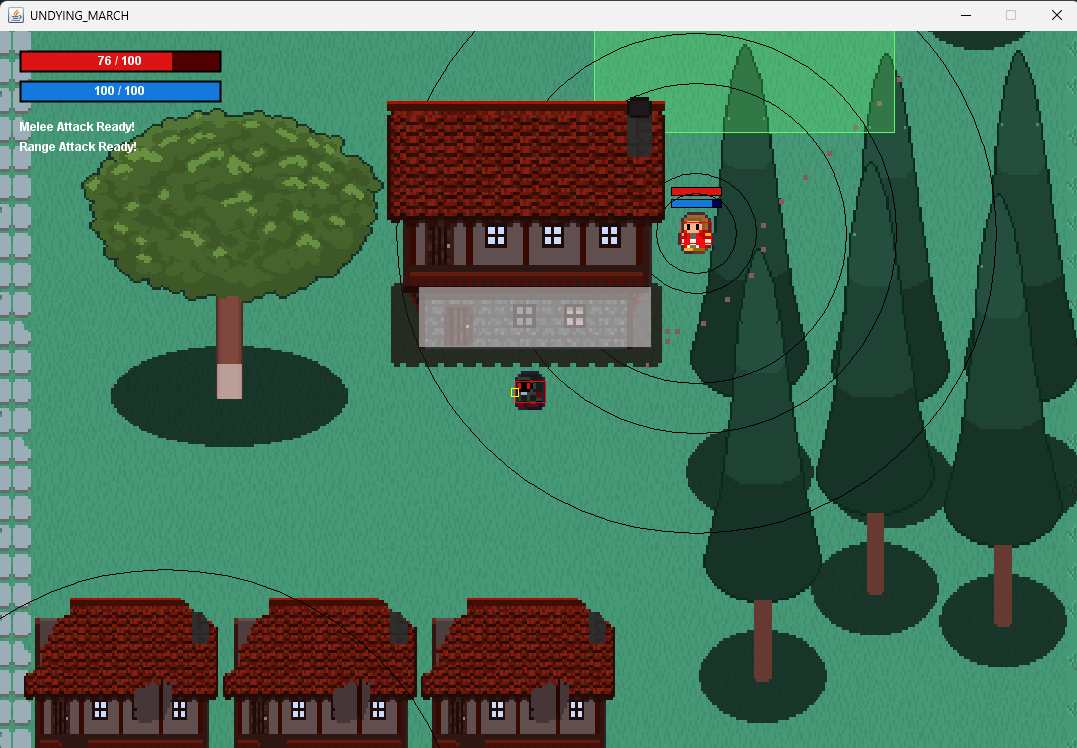 UNDYING_MARCH
76 / 100
100 / 100
Melee Attack Ready!
Range Attack Ready!